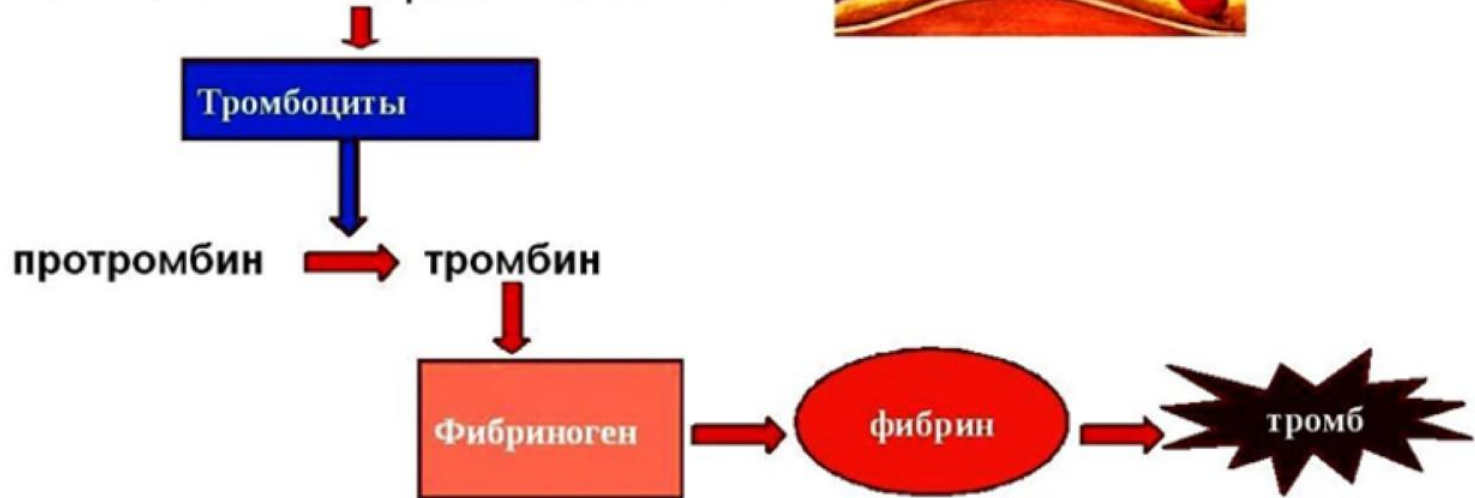 Тромбоциты
протромбин тромбин
Фибриноген фибрин тромб